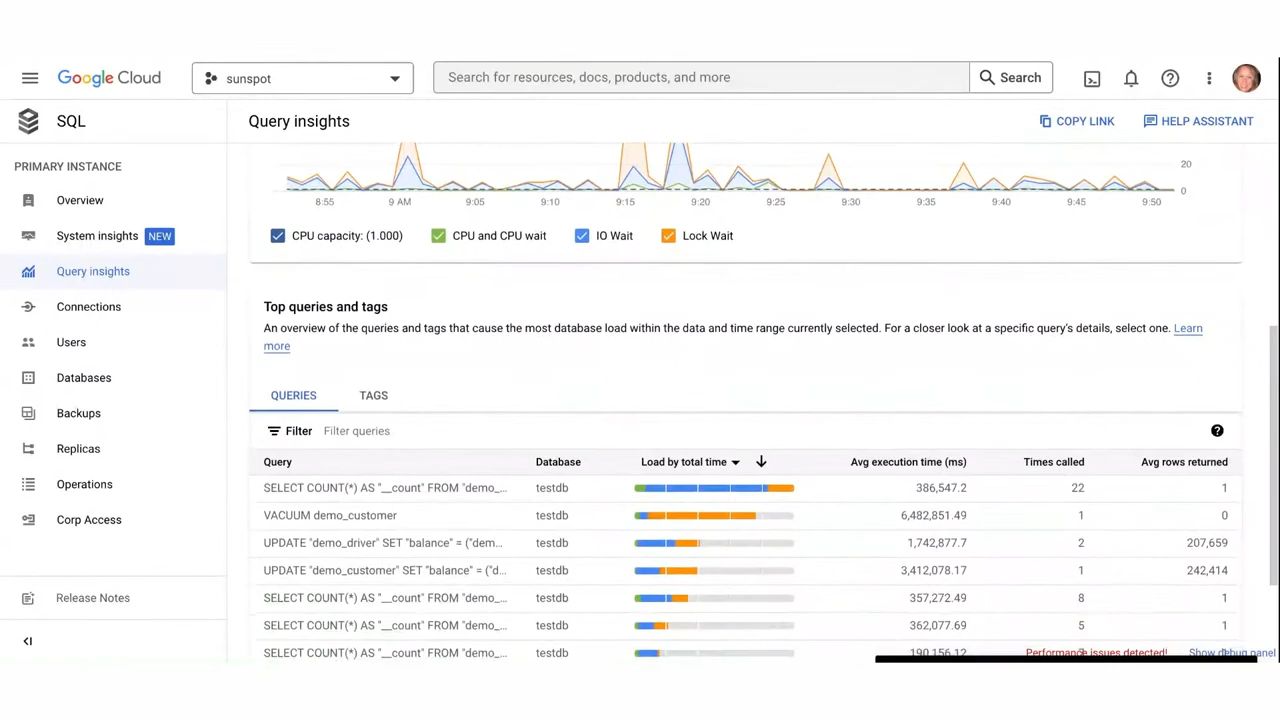 Google Cloud
sunspot
Search for resources, docs, products, and more
Search
SQL
Query insights
COPY LINK
HELP ASSISTANT
PRIMARY INSTANCE
Overview
System insights NEW
Query insights
Connections
Users
Databases
Backups
Replicas
Operations
Corp Access
Release Notes
20
0
8:55 9 AM 9:05 9:10 9:15 9:20 9:25 9:30 9:35 9:40 9:45 9:50
CPU capacity: (1.000) CPU and CPU wait IO Wait Lock Wait
Top queries and tags
An overview of the queries and tags that cause the most database load within the data and time range currently selected. For a closer look at a specific query's details, select one. Learn
more
QUERIES TAGS
Filter Filter queries
Query Database Load by total time Avg execution time (ms) Times called Avg rows returned
SELECT COUNT(*) AS "__count" FROM "demo_... testdb 386,547.2 22 1
VACUUM demo_customer testdb 6,482,851.49 1 0
UPDATE "demo_driver" SET "balance" = ("dem... testdb 1,742,877.7 2 207,659
UPDATE "demo_customer" SET "balance" = ("d... testdb 3,412,078.17 1 242,414
SELECT COUNT(*) AS "__count" FROM "demo_... testdb 357,272.49 8 1
SELECT COUNT(*) AS "__count" FROM "demo_... testdb 362,077.69 5 1
SELECT COUNT(*) AS "__count" FROM "demo_... testdb 190,156.12
Performance issues detected! Show debug panel